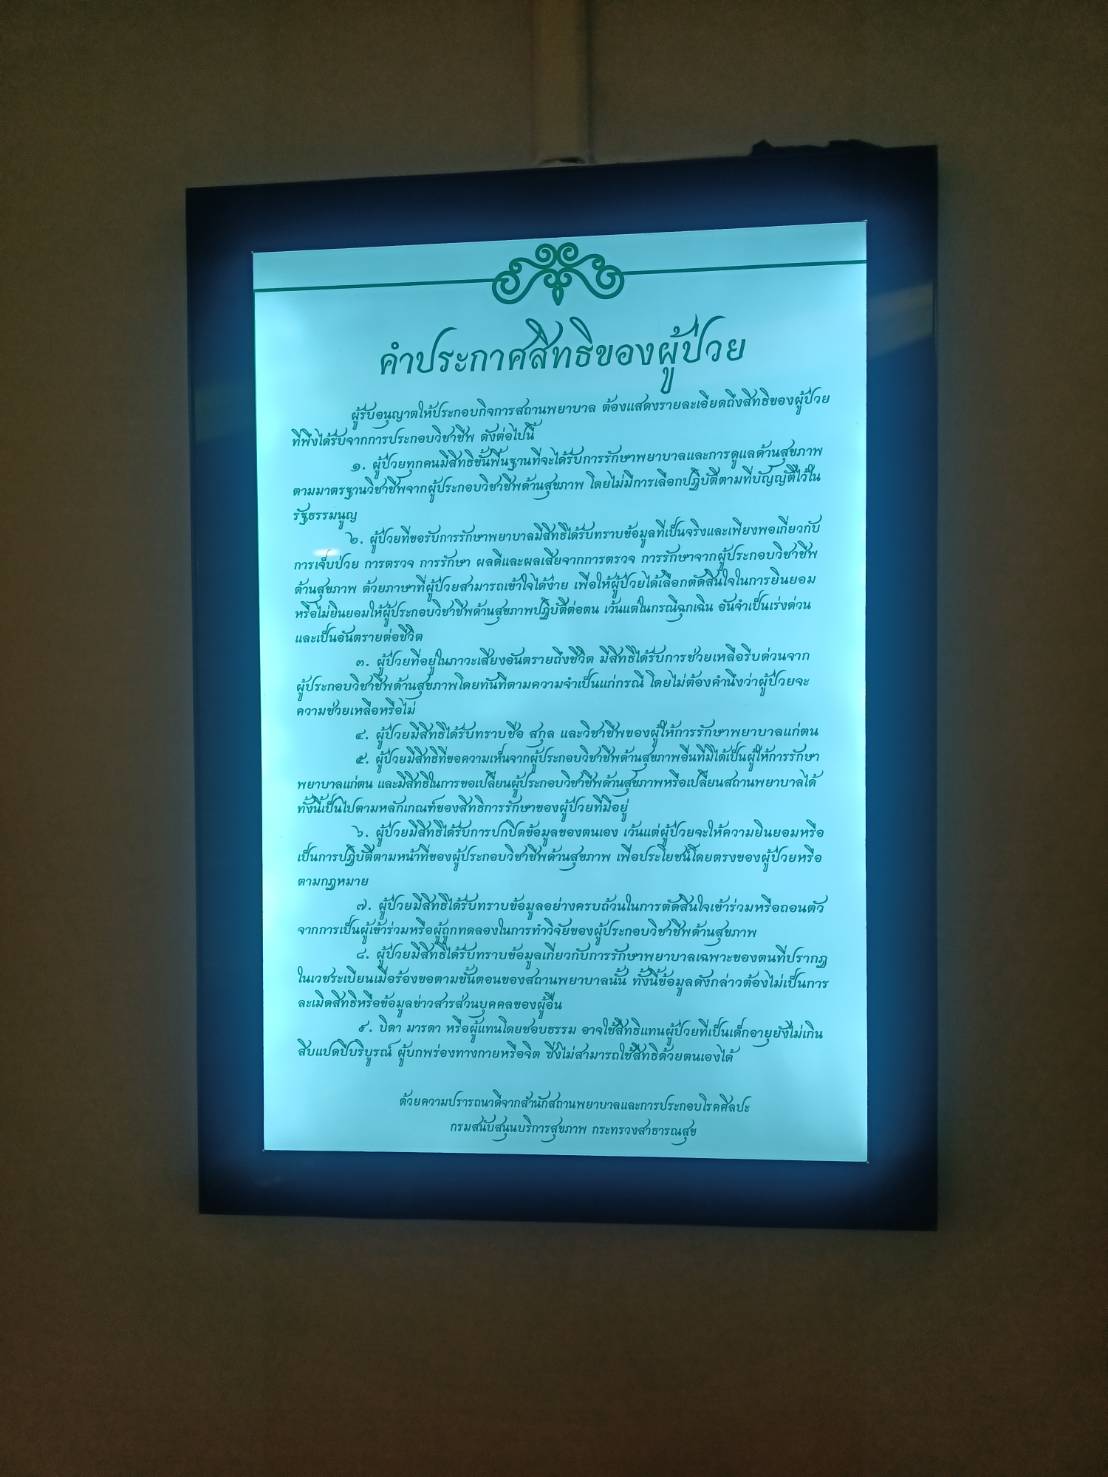 คำประกาศสิทธิของผู้ป่วย
ผู้รับอนุญาตให้ประกอบกิจการสถานพยาบาล ต้องแสดงรายละเอียดถึงสิทธิของผู้ป่วย
ที่พึงได้รับจากการประกอบวิชาชีพ ดังต่อไปนี้
๑. ผู้ป่วยทุกคนมีสิทธิขั้นพื้นฐานที่จะได้รับการรักษาพยาบาลและการดูแลด้านสุขภาพ
ตามมาตรฐานวิชาชีพจากผู้ประกอบวิชาชีพด้านสุขภาพ โดยไม่มีการเลือกปฏิบัติตามที่บัญญัติไว้ใน
รัฐธรรมนูญ
๒. ผู้ป่วยที่ขอรับการรักษาพยาบาลมีสิทธิได้รับทราบข้อมูลที่เป็นจริงและเพียงพอเกี่ยวกับ
การเจ็บป่วย การตรวจ การรักษา ผลดีและผลเสียจากการตรวจ การรักษาจากผู้ประกอบวิชาชีพ
ด้านสุขภาพ ด้วยภาษาที่ผู้ป่วยสามารถเข้าใจได้ง่าย เพื่อให้ผู้ป่วยได้เลือกตัดสินใจในการยินยอม
หรือไม่ยินยอมให้ผู้ประกอบวิชาชีพด้านสุขภาพปฏิบัติต่อตน เว้นแต่ในกรณีฉุกเฉิน อันจำเป็นเร่งด่วน
และเป็นอันตรายต่อชีวิต
๓. ผู้ป่วยที่อยู่ในภาวะเสี่ยงอันตรายถึงชีวิต มีสิทธิได้รับการช่วยเหลือรีบด่วนจาก
ผู้ประกอบวิชาชีพด้านสุขภาพโดยทันทีตามความจำเป็นแก่กรณี โดยไม่ต้องคำนึงว่าผู้ป่วยจะ
ความช่วยเหลือหรือไม่
๔. ผู้ป่วยมีสิทธิได้รับทราบชื่อ สกุล และวิชาชีพของผู้ให้การรักษาพยาบาลแก่ตน
๕. ผู้ป่วยมีสิทธิที่ขอความเห็นจากผู้ประกอบวิชาชีพด้านสุขภาพอื่นที่มิได้เป็นผู้ให้การรักษา
พยาบาลแก่ตน และมีสิทธิในการขอเปลี่ยนผู้ประกอบวิชาชีพด้านสุขภาพหรือเปลี่ยนสถานพยาบาลได้
ทั้งนี้เป็นไปตามหลักเกณฑ์ของสิทธิการรักษาของผู้ป่วยที่มีอยู่
๖. ผู้ป่วยมีสิทธิได้รับการปกปิดข้อมูลของตนเอง เว้นแต่ผู้ป่วยจะให้ความยินยอมหรือ
เป็นการปฏิบัติตามหน้าที่ของผู้ประกอบวิชาชีพด้านสุขภาพ เพื่อประโยชน์โดยตรงของผู้ป่วยหรือ
ตามกฎหมาย
๗. ผู้ป่วยมีสิทธิได้รับทราบข้อมูลอย่างครบถ้วนในการตัดสินใจเข้าร่วมหรือถอนตัว
จากการเป็นผู้เข้าร่วมหรือผู้ถูกทดลองในการทำวิจัยของผู้ประกอบวิชาชีพด้านสุขภาพ
๘. ผู้ป่วยมีสิทธิได้รับทราบข้อมูลเกี่ยวกับการรักษาพยาบาลเฉพาะของตนที่ปรากฏ
ในเวชระเบียนเมื่อร้องขอตามขั้นตอนของสถานพยาบาลนั้น ทั้งนี้ข้อมูลดังกล่าวต้องไม่เป็นการ
ละเมิดสิทธิหรือข้อมูลข่าวสารส่วนบุคคลของผู้อื่น
๙. บิดา มารดา หรือผู้แทนโดยชอบธรรม อาจใช้สิทธิแทนผู้ป่วยที่เป็นเด็กอายุยังไม่เกิน
สิบแปดปีบริบูรณ์ ผู้บกพร่องทางกายหรือจิต ซึ่งไม่สามารถใช้สิทธิด้วยตนเองได้
ด้วยความปรารถนาดีจากสำนักสถานพยาบาลและการประกอบโรคศิลปะ
กรมสนับสนุนบริการสุขภาพ กระทรวงสาธารณสุข